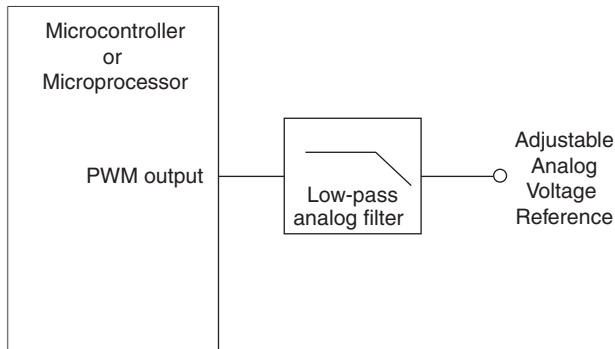 Microcontroller
or
Microprocessor
PWM output
Low-pass
analog filter
Adjustable
Analog
Voltage
Reference